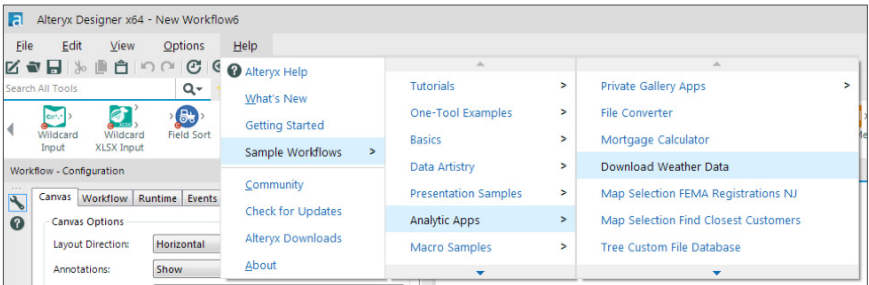 Alteryx Designer x64 - New Workflow6
File Edit View Options Help
Search All Tools
Wildcard Input
Wildcard XLSX Input
Field Sort
Workflow - Configuration
Canvas Workflow Runtime Events
Canvas Options
Layout Direction: Horizontal
Annotations: Show
Alteryx Help
What's New
Getting Started
Sample Workflows >
Community
Check for Updates
Alteryx Downloads
About
Tutorials >
One-Tool Examples >
Basics >
Data Artistry >
Presentation Samples >
Analytic Apps >
Macro Samples >
Private Gallery Apps >
File Converter
Mortgage Calculator
Download Weather Data
Map Selection FEMA Registrations NJ
Map Selection Find Closest Customers
Tree Custom File Database